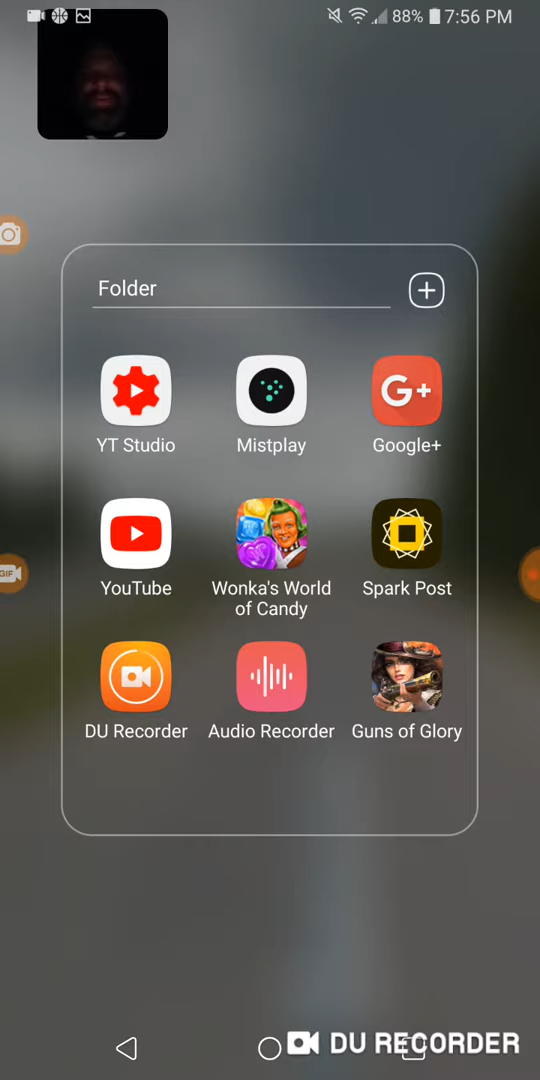 88% 7:56 PM
Folder
G+
YT Studio Mistplay Google+
YouTube Wonka's World of Candy Spark Post
DU Recorder Audio Recorder Guns of Glory
GIF
DU RECORDER